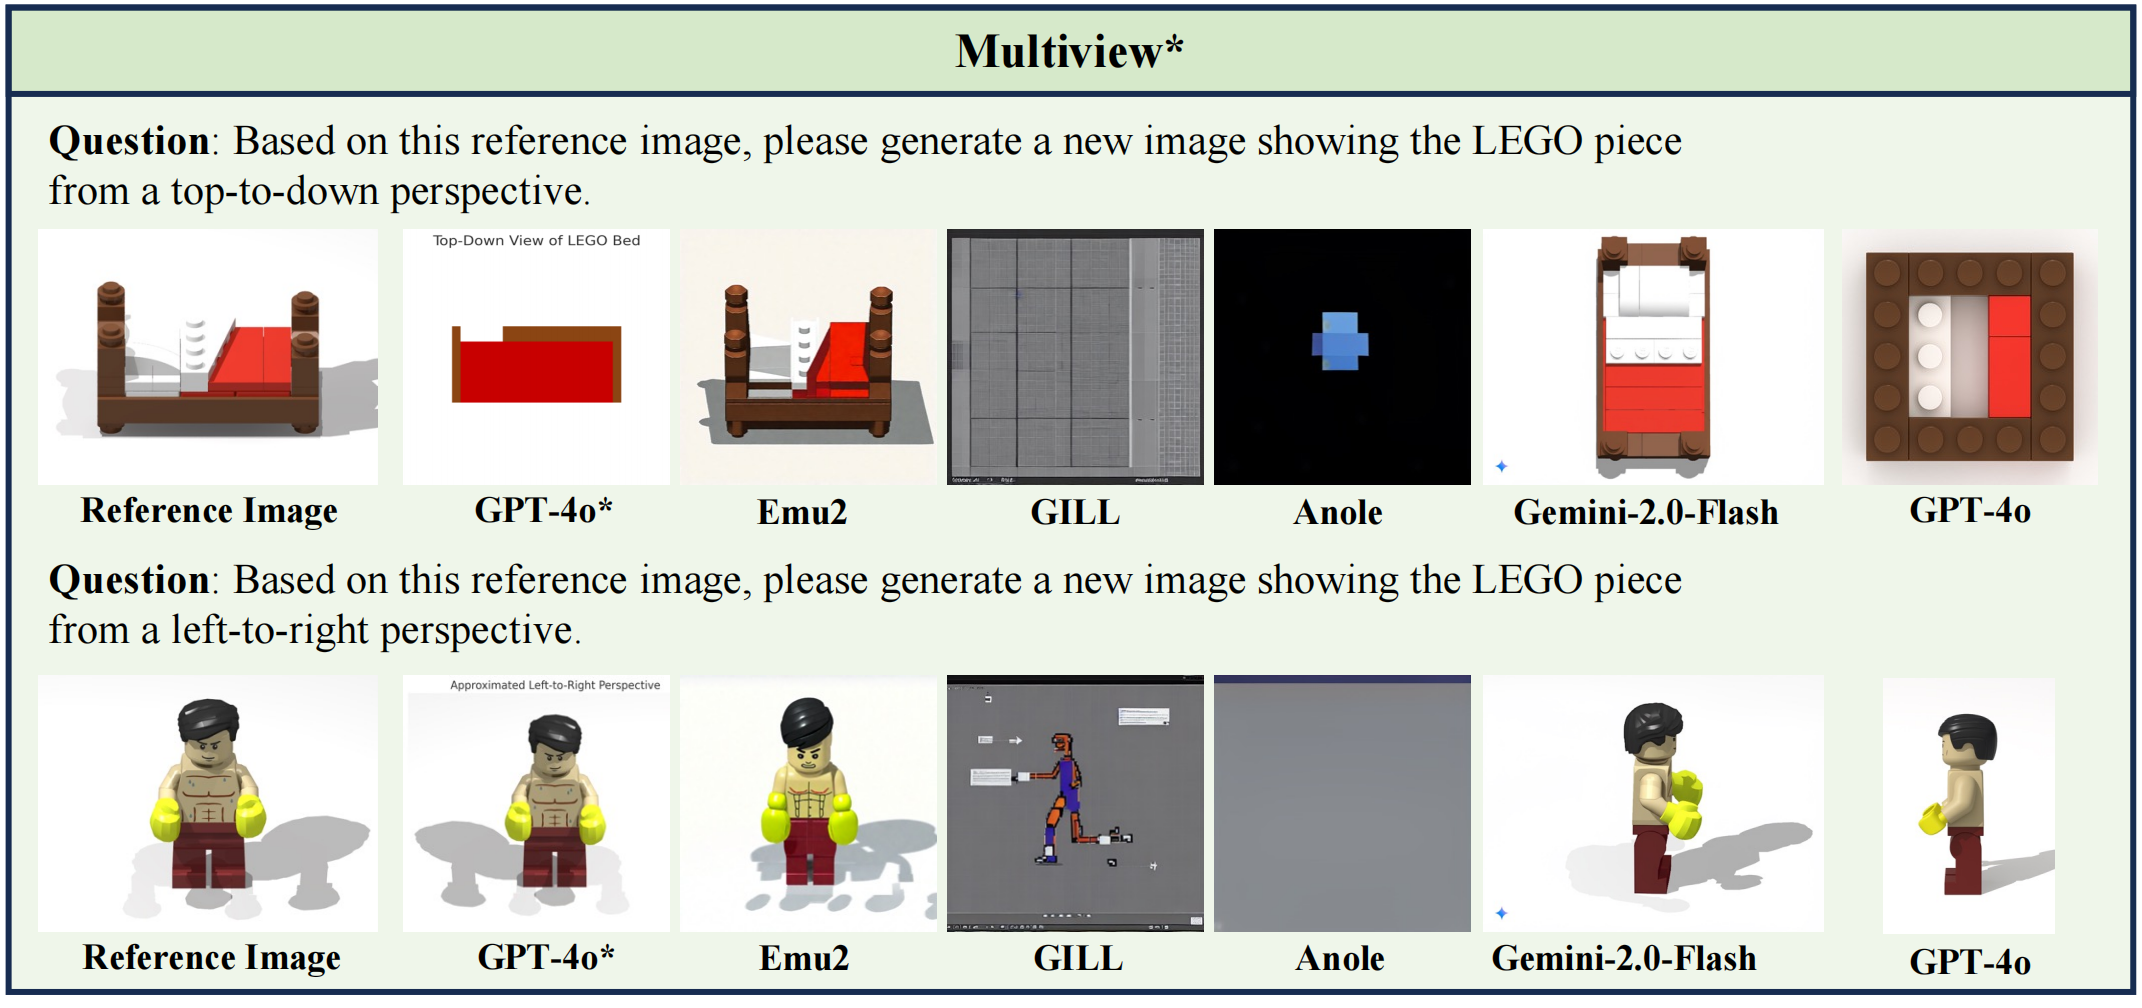 Multiview*
Question: Based on this reference image, please generate a new image showing the LEGO piece
from a top-to-down perspective.
Top-Down View of LEGO Bed
Reference Image
GPT-4o*
Emu2
GILL
Anole
Gemini-2.0-Flash
GPT-4o
Question: Based on this reference image, please generate a new image showing the LEGO piece
from a left-to-right perspective.
Approximated Left-to-Right Perspective
Reference Image
GPT-4o*
Emu2
GILL
Anole
Gemini-2.0-Flash
GPT-4o